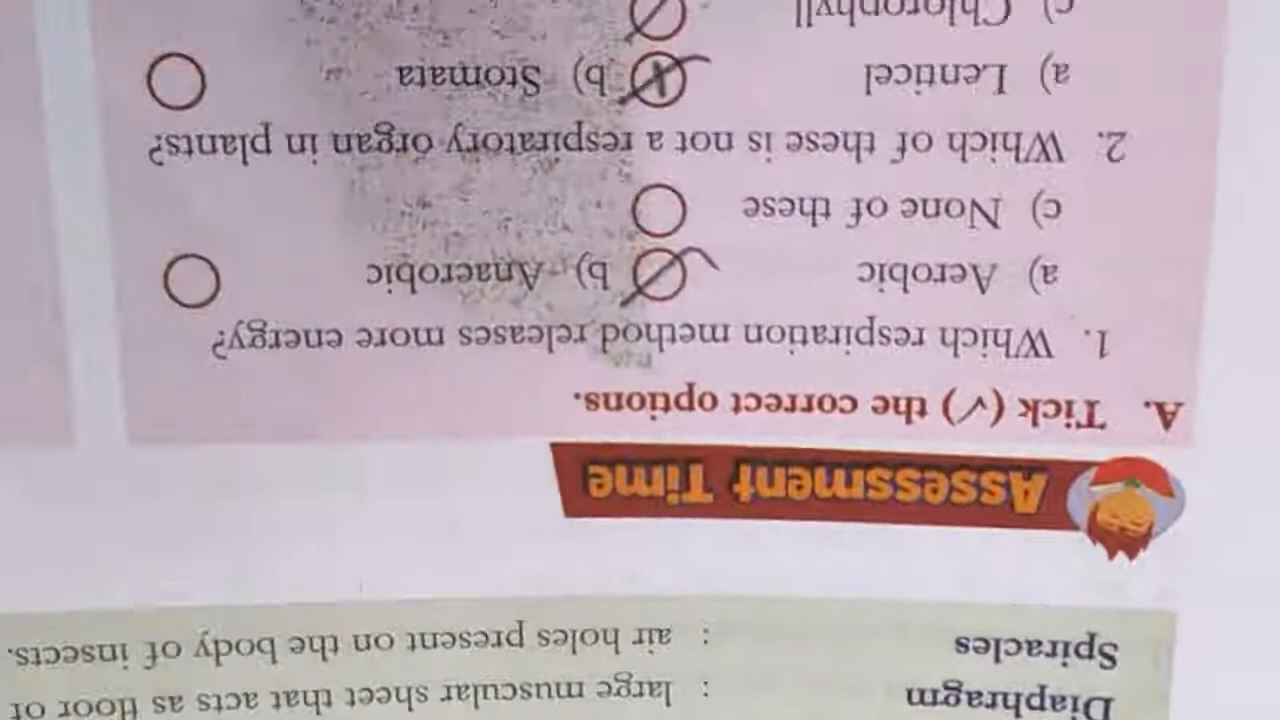 Diaphragm : large muscular sheet that acts as floor of
Spiracles : air holes present on the body of insects.
Assessment Time
A. Tick (✓) the correct options.
1. Which respiration method releases more energy?
a) Aerobic b) Anaerobic
c) None of these
2. Which of these is not a respiratory organ in plants?
a) Lenticel b) Stomata
c) Chlorophyll